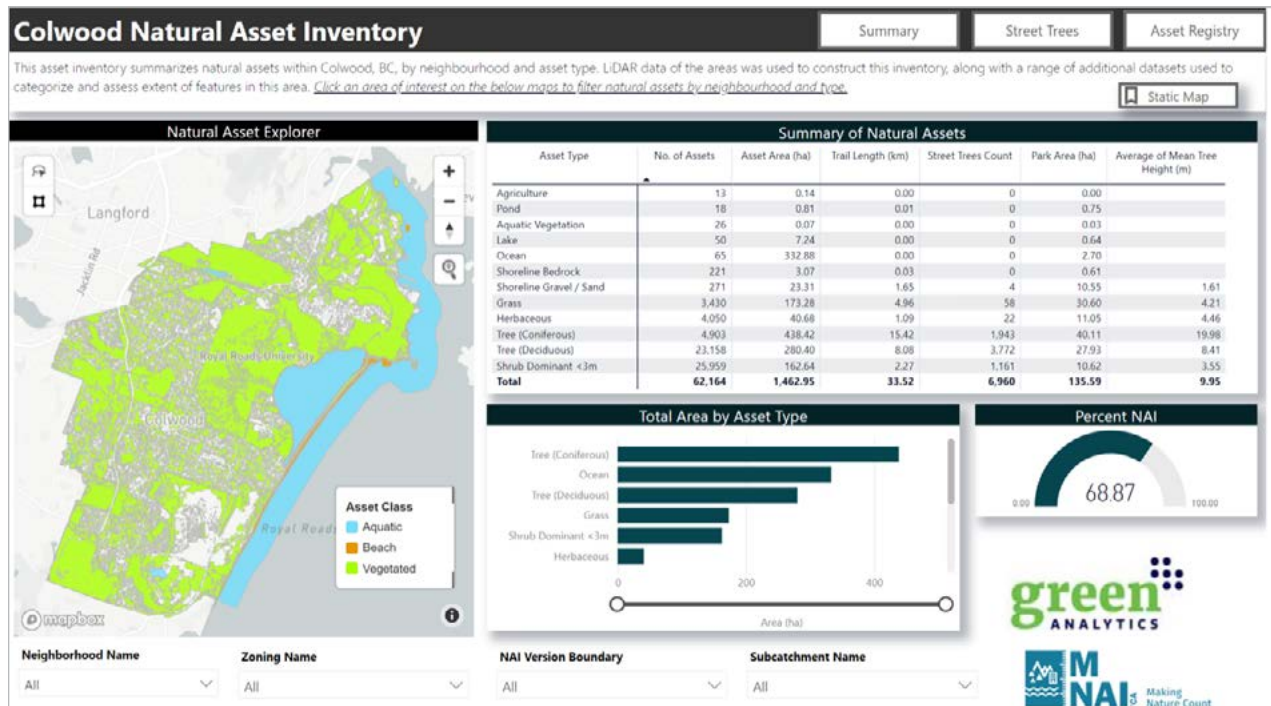 Colwood Natural Asset Inventory
Summary
Street Trees
Asset Registry
This asset inventory summarizes natural assets within Colwood, BC, by neighbourhood and asset type. LiDAR data of the areas was used to construct this inventory, along with a range of additional datasets used to
categorize and assess extent of features in this area. Click an area of interest on the below maps to filter natural assets by neighbourhood and type.
Static Map
Natural Asset Explorer
Langford
Jacklin Rd
Royal Roads University
Colwood
Royal Roads
Asset Class
Aquatic
Beach
Vegetated
mapbox
Summary of Natural Assets
Asset Type No. of Assets Asset Area (ha) Trail Length (km) Street Trees Count Park Area (ha) Average of Mean Tree
Height (m)
Agriculture 13 0.14 0.00 0 0.00
Pond 18 0.81 0.01 0 0.75
Aquatic Vegetation 26 0.07 0.00 0 0.03
Lake 50 7.24 0.00 0 0.64
Ocean 65 332.88 0.00 0 2.70
Shoreline Bedrock 221 3.07 0.03 0 0.61
Shoreline Gravel / Sand 271 23.31 1.65 4 10.55 1.61
Grass 3,430 173.28 4.96 58 30.60 4.21
Herbaceous 4,050 40.68 1.09 22 11.05 4.46
Tree (Coniferous) 4,903 438.42 15.42 1,943 40.11 19.98
Tree (Deciduous) 23,158 280.40 8.08 3,772 27.93 8.41
Shrub Dominant <3m 25,959 162.64 2.27 1,161 10.62 3.55
Total 62,164 1,462.95 33.52 6,960 135.59 9.95
Total Area by Asset Type
Tree (Coniferous)
Ocean
Tree (Deciduous)
Grass
Shrub Dominant <3m
Herbaceous
0 200 400
Area (ha)
Percent NAI
68.87
0.00 100.00
green
ANALYTICS
M
NAI.CA Making
Nature Count
Neighborhood Name
All
Zoning Name
All
NAI Version Boundary
All
Subcatchment Name
All